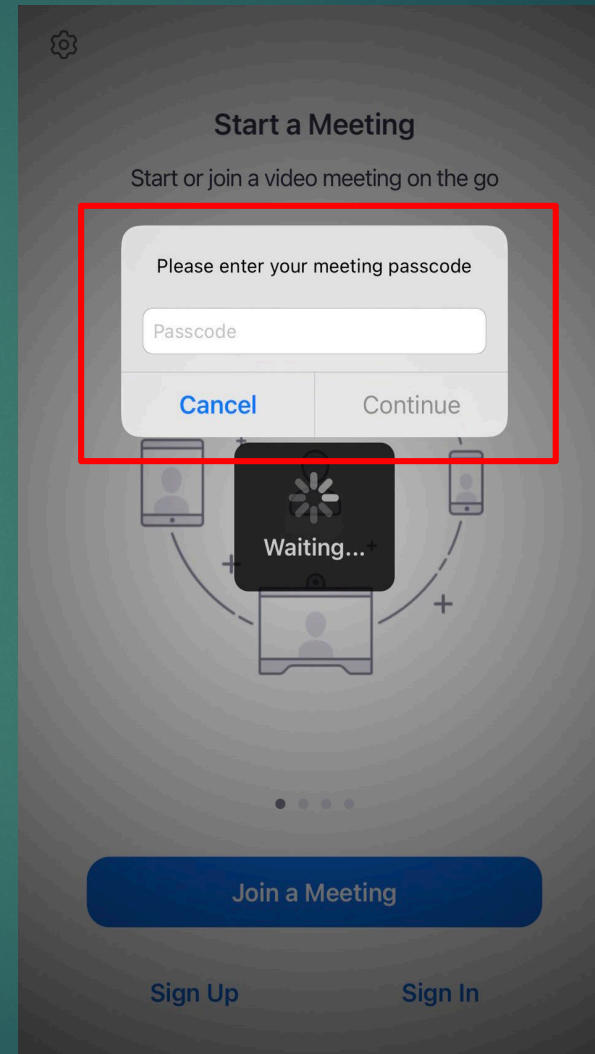 Start a Meeting
Start or join a video meeting on the go
Please enter your meeting passcode
Passcode
Cancel Continue
Waiting...
Join a Meeting
Sign Up Sign In